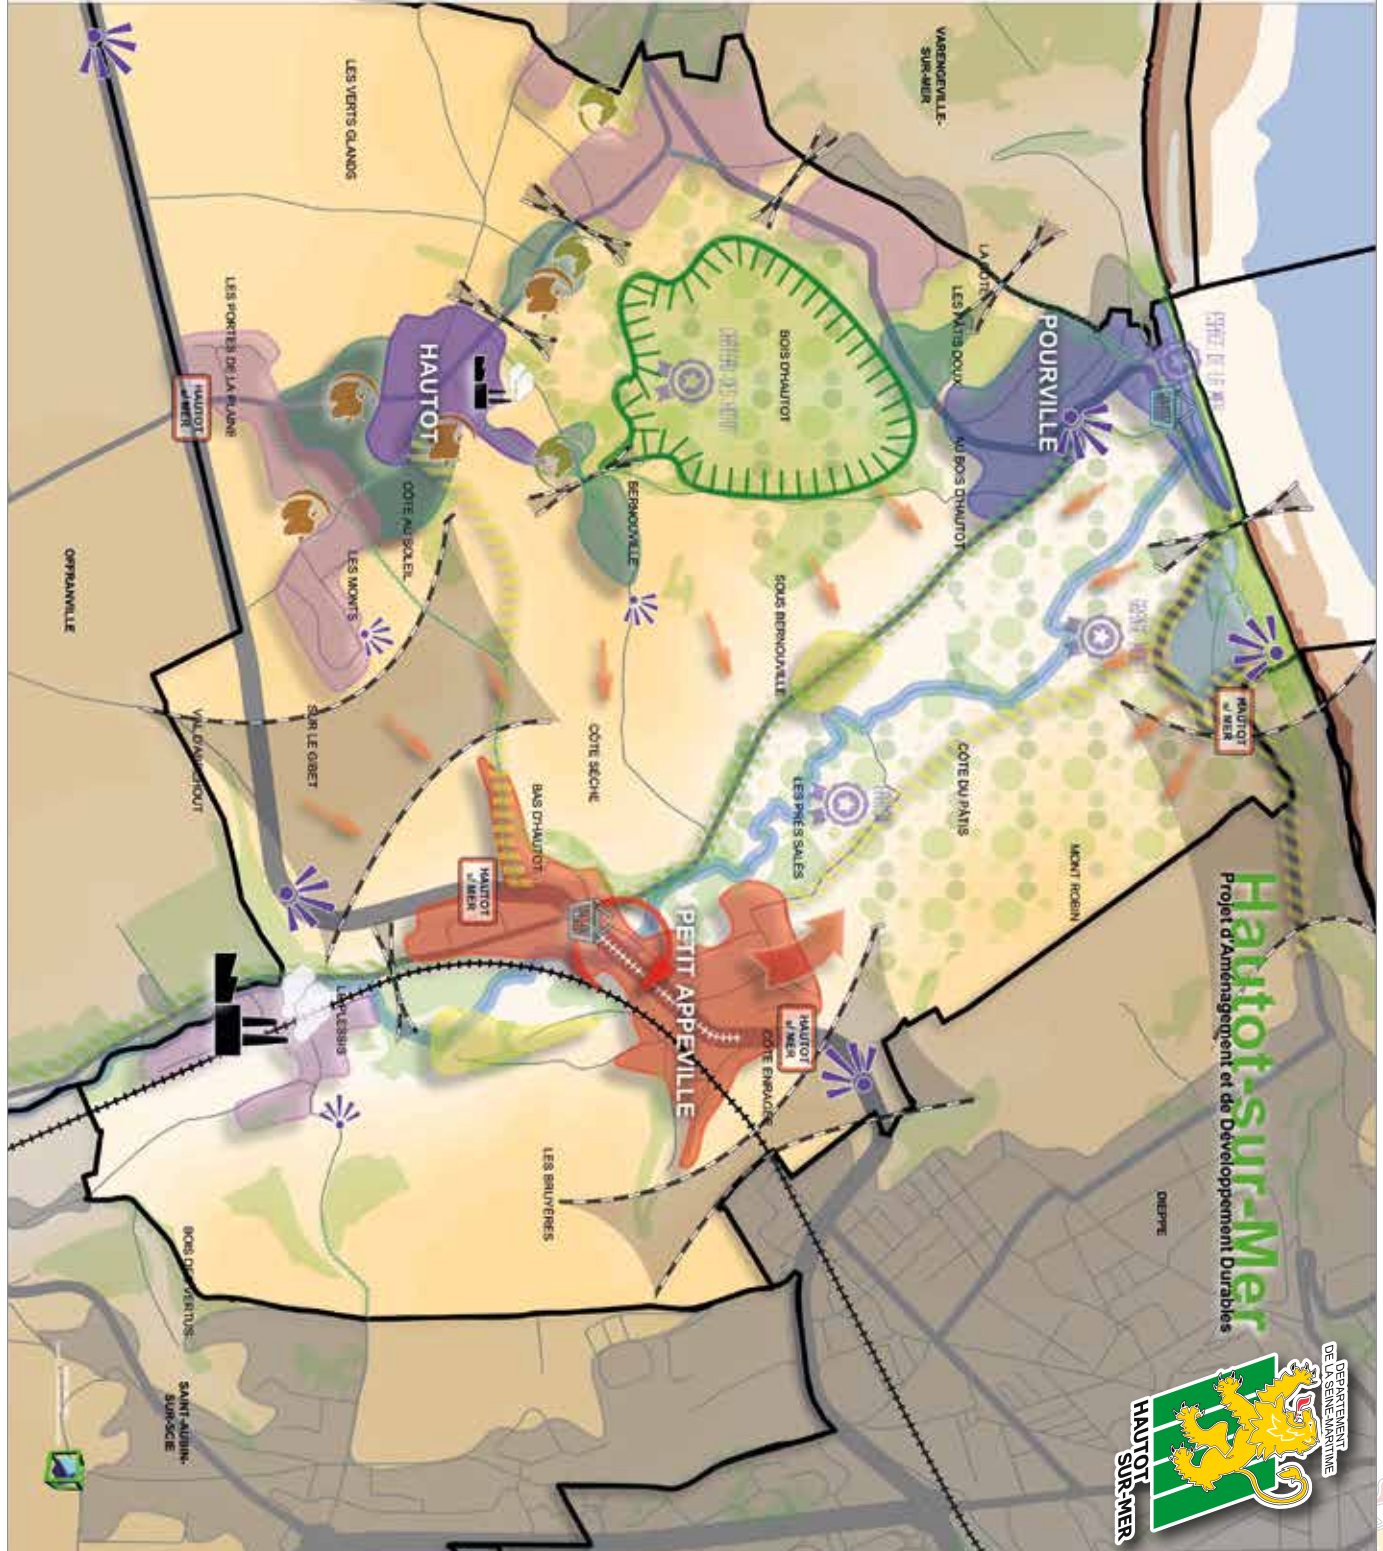 Hautot-sur-Mer
Projet d'Aménagement et de Développement Durables
DEPARTEMENT
DE LA SEINE-MARITIME
HAUTOT
SUR-MER
VARENGEVILLE-
SUR-MER
LES VERTS GLANDS
LA CÔTE
LES PÂTIS DOUX
POURVILLE
AU BOIS D'HAUTOT
BOIS D'HAUTOT
HAUTOT
LES PORTES DE LA PLAINE
HAUTOT
s/ MER
CÔTE AU SOLEIL
LES MONTS
BERNOUVILLE
SOUS BERNOUVILLE
OFFRANVILLE
HAUTOT
s/ MER
CÔTE DU PÂTIS
MONT ROBIN
LES PRÉS SALÉS
CÔTE SÈCHE
SUR LE GIBET
BAS D'HAUTOT
HAUTOT
s/ MER
PETIT APPEVILLE
HAUTOT
s/ MER
LE PLESSIS
LES BRUYÈRES
DIEPPE
BOIS DES VERTUS
SAINT-AUBIN-
SUR-SCIE